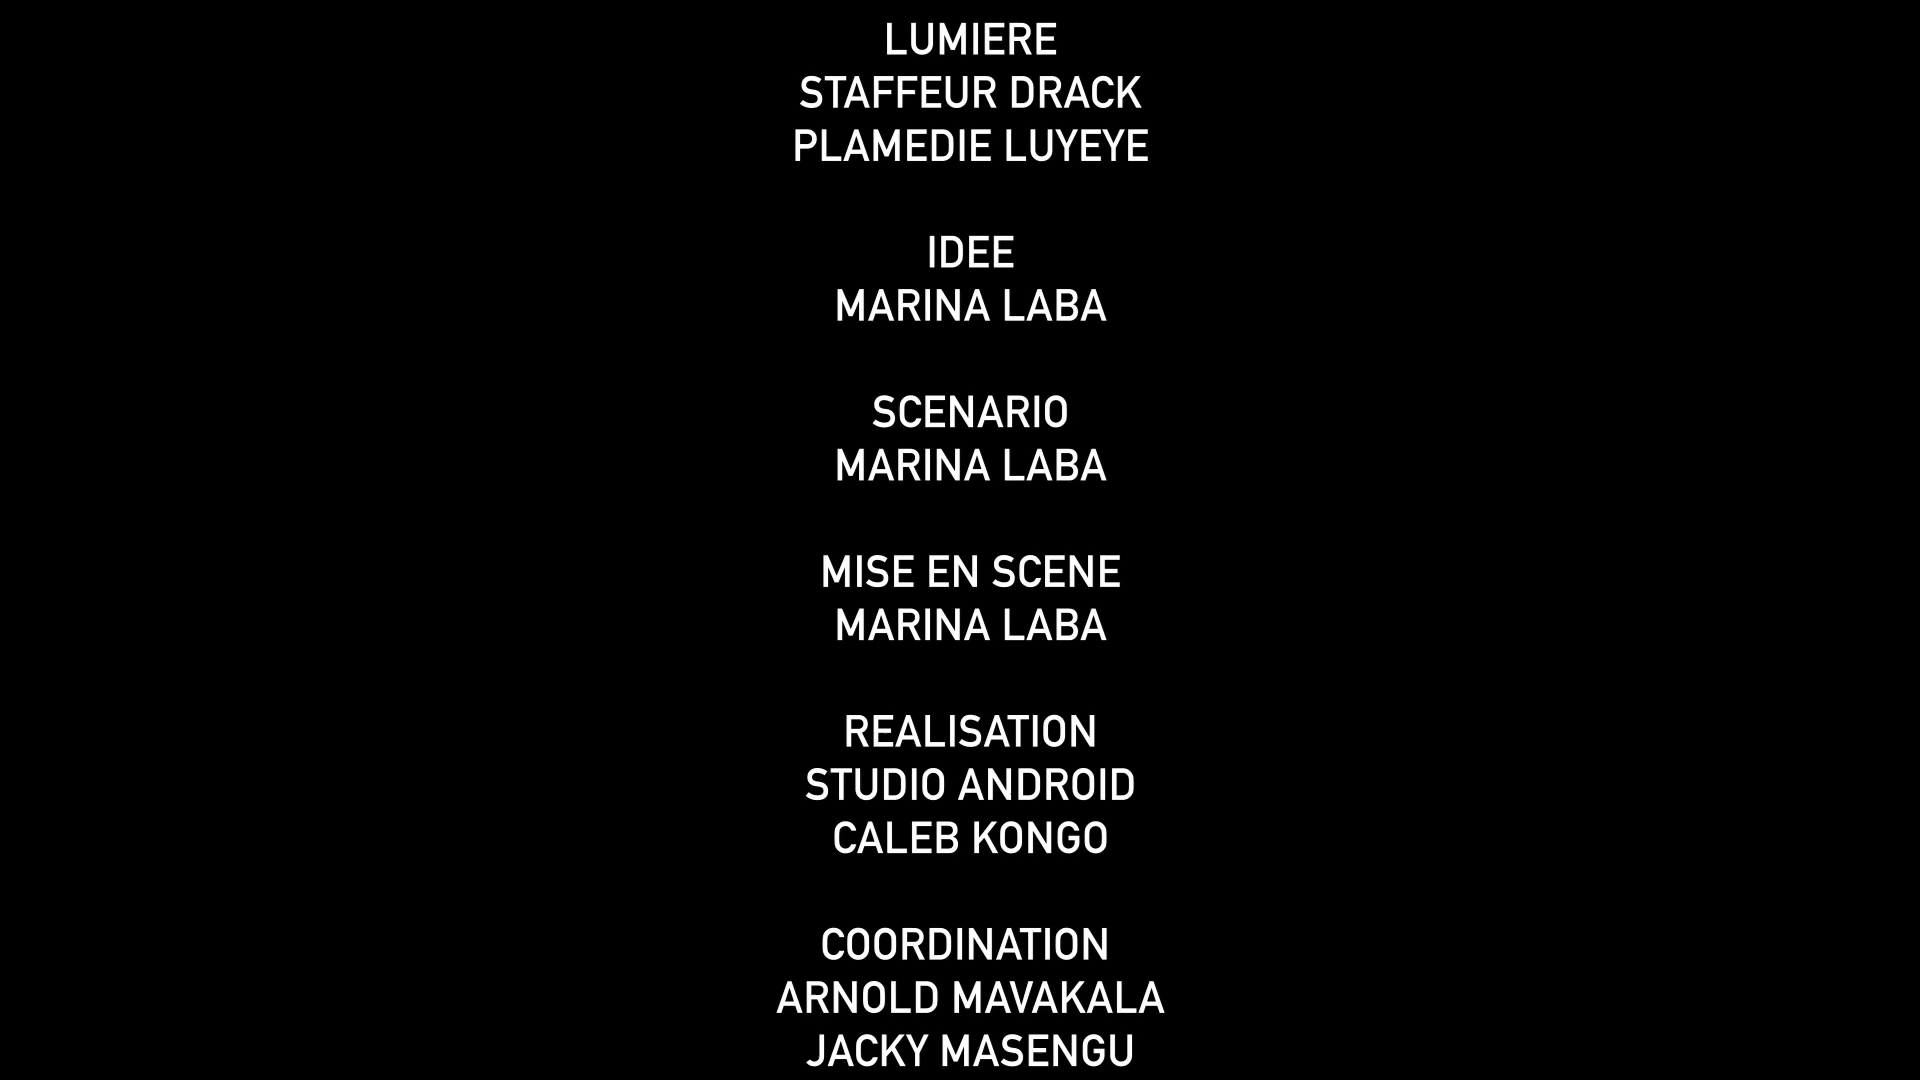 LUMIERE
STAFFEUR DRACK
PLAMEDIE LUYEYE
IDEE
MARINA LABA
SCENARIO
MARINA LABA
MISE EN SCENE
MARINA LABA
REALISATION
STUDIO ANDROID
CALEB KONGO
COORDINATION
ARNOLD MAVAKALA
JACKY MASENGU